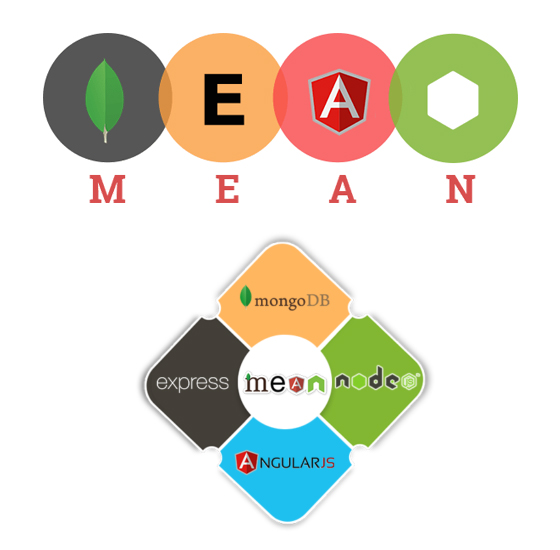 E
M E A N
mongoDB
express mean node
ANGULARJS